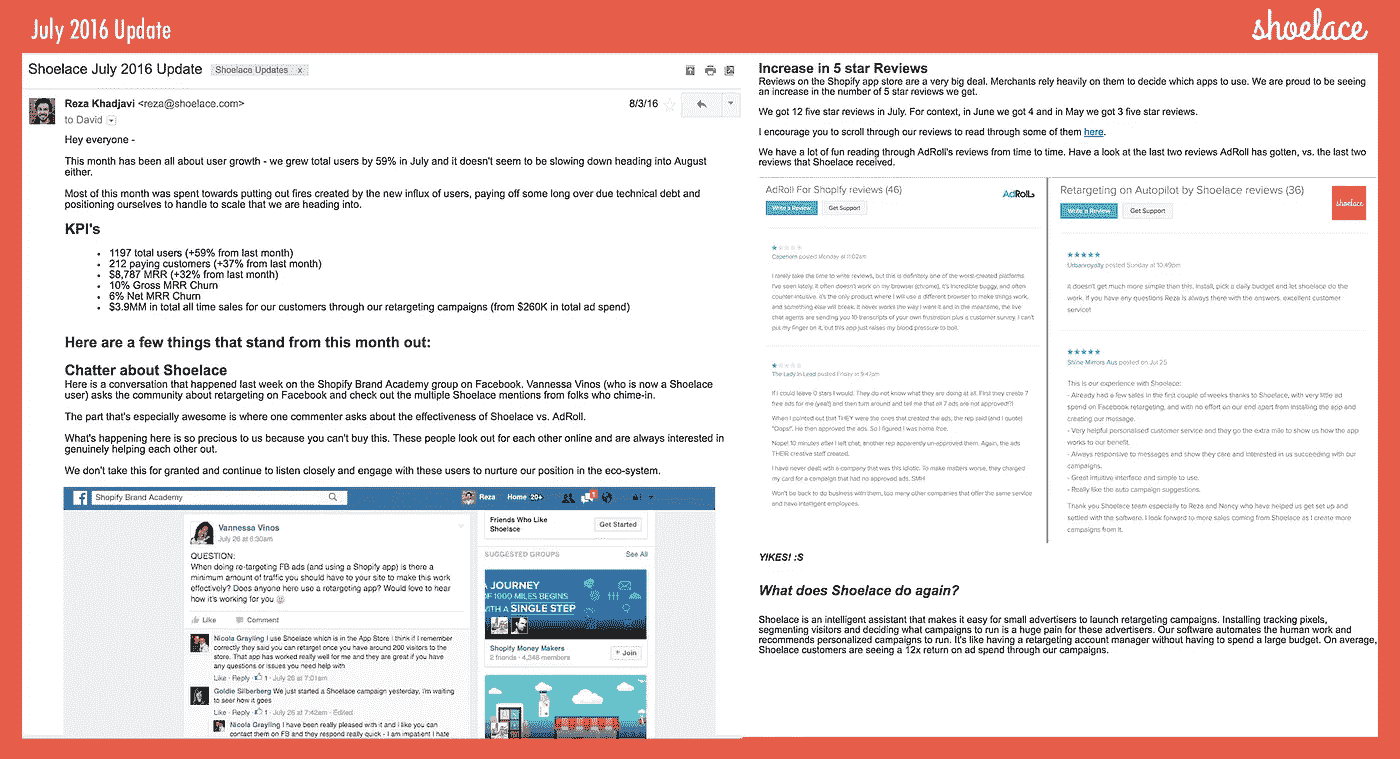 July 2016 Update
shoelace
Shoelace July 2016 Update
Shoelace Updates x
Reza Khadjavi <reza@shoelace.com>
8/3/16
to David
Hey everyone -
This month has been all about user growth - we grew total users by 59% in July and it doesn't seem to be slowing down heading into August
either.
Most of this month was spent towards putting out fires created by the new influx of users, paying off some long over due technical debt and
positioning ourselves to handle to scale that we are heading into.
KPI's
• 1197 total users (+59% from last month)
• 212 paying customers (+37% from last month)
• $8,787 MRR (+32% from last month)
• 10% Gross MRR Churn
• 6% Net MRR Churn
• $3.9MM in total all time sales for our customers through our retargeting campaigns (from $260K in total ad spend)
Here are a few things that stand from this month out:
Chatter about Shoelace
Here is a conversation that happened last week on the Shopify Brand Academy group on Facebook. Vannessa Vinos (who is now a Shoelace
user) asks the community about retargeting on Facebook and check out the multiple Shoelace mentions from folks who chime-in.
The part that's especially awesome is where one commenter asks about the effectiveness of Shoelace vs. AdRoll.
What's happening here is so precious to us because you can't buy this. These people look out for each other online and are always interested in
genuinely helping each other out.
We don't take this for granted and continue to listen closely and engage with these users to nurture our position in the eco-system.
f
Shopify Brand Academy
Reza
Home 20+
1
Vannessa Vinos
July 26 at 6:30am
QUESTION:
When doing re-targeting FB ads (and using a Shopify app) is there a
minimum amount of traffic you should have to your site to make this work
effectively? Does anyone here use a retargeting app? Would love to hear
how it's working for you
Like Comment
Nicola Grayling I use Shoelace which is in the App Store I think if I remember
correctly they said you can retarget once you have around 200 visitors to the
store. That app has worked really well for me and they are great if you have
any questions or issues you need help with
Like · Reply · 1 · July 26 at 7:01am
Goldie Silberberg We just started a Shoelace campaign yesterday. I'm waiting
to see how it goes
Like · Reply · 1 · July 26 at 7:42am · Edited
Nicola Grayling I have been really pleased with it and i like you can
contact them on FB and they respond really quick - I am impatient I hate
Friends Who Like
Shoelace
Get Started
SUGGESTED GROUPS
See All
A JOURNEY
OF 1000 MILES BEGINS
WITH A SINGLE STEP
Shopify Money Makers
2 friends · 4,346 members
+ Join
Increase in 5 star Reviews
Reviews on the Shopify app store are a very big deal. Merchants rely heavily on them to decide which apps to use. We are proud to be seeing
an increase in the number of 5 star reviews we get.
We got 12 five star reviews in July. For context, in June we got 4 and in May we got 3 five star reviews.
I encourage you to scroll through our reviews to read through some of them here.
We have a lot of fun reading through AdRoll's reviews from time to time. Have a look at the last two reviews AdRoll has gotten, vs. the last two
reviews that Shoelace received.
AdRoll For Shopify reviews (46)
AdRoll
Write a Review
Get Support
posted Monday at 11:02am
I rarely take the time to write reviews, but this is definitely one of the worst created platforms
I've seen lately. It often doesn't work on my browser (chrome), it's incredible buggy, and often
counter-intuitive. It's the only product where I will use a different browser to make things work,
and something else will break. It never works the way I want it and in the meantime, the live
chat agents are sending you 10 transcripts of your own frustration plus a customer survey. I can't
put my finger on it, but this app just raises my blood pressure to boil.
The Lady in Lead posted Friday at 9:47pm
If I could leave 0 stars I would. They do not know what they are doing at all. First they create 7
free ads for me (yea!) and then turn around and tell me that all 7 ads are not approved?!
When I pointed out that THEY were the ones that created the ads, the rep said (and I quote)
"Oops". He then approved the ads. So I figured I was home free.
Nope! 10 minutes after I left chat, another rep apparently un-approved them. Again, the ads
THEIR creative staff created.
I have never dealt with a company that was this idiotic. To make matters worse, they charged
my card for a campaign that had no approved ads. SMH
Won't be back to do business with them, too many other companies that offer the same service
and have intelligent employees.
Retargeting on Autopilot by Shoelace reviews (36)
shoelace
Write a Review
Get Support
Urbanroyalty posted Sunday at 10:49pm
it doesn't get much more simple than this. install, pick a daily budget and let shoelace do the
work. If you have any questions Reza is always there with the answers. excellent customer
service!
Shine Mirrors Aus posted on Jul 25
This is our experience with Shoelace:
- Already had a few sales in the first couple of weeks thanks to Shoelace, with very little ad
spend on Facebook retargeting, and with no effort on our end apart from installing the app and
creating our message.
- Very helpful personalised customer service and they go the extra mile to show us how the app
works to our benefit.
- Always responsive to messages and show they care and interested in us succeeding with our
campaigns.
- Great intuitive interface and simple to use.
- Really like the auto campaign suggestions.
Thank you Shoelace team especially to Reza and Nancy who have helped us get set up and
settled with the software. I look forward to more sales coming from Shoelace as I create more
campaigns from it.
YIKES! :S
What does Shoelace do again?
Shoelace is an intelligent assistant that makes it easy for small advertisers to launch retargeting campaigns. Installing tracking pixels,
segmenting visitors and deciding what campaigns to run is a huge pain for these advertisers. Our software automates the human work and
recommends personalized campaigns to run. It's like having a retargeting account manager without having to spend a large budget. On average,
Shoelace customers are seeing a 12x return on ad spend through our campaigns.